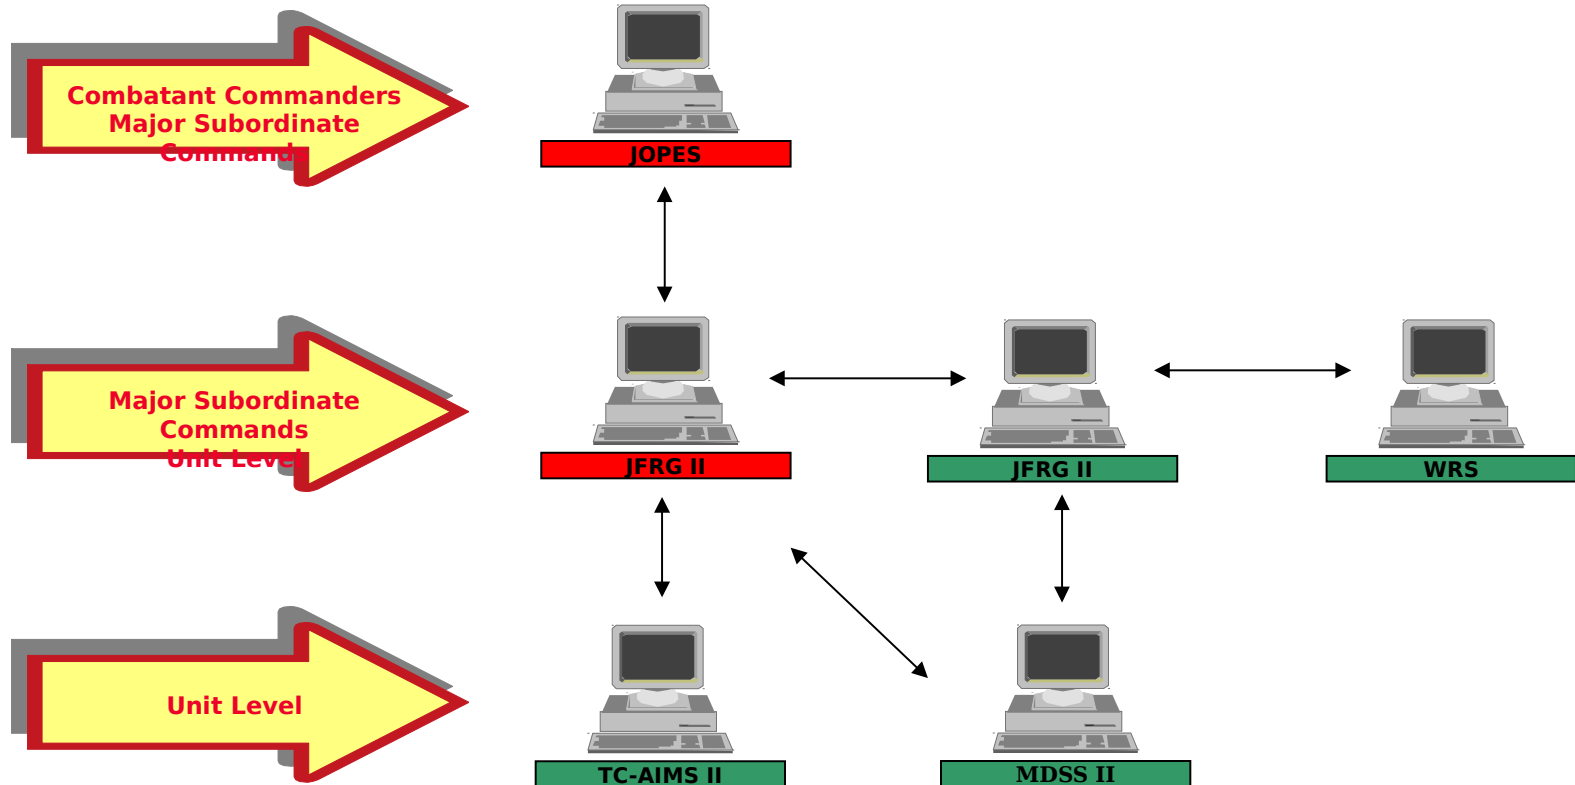 Combatant Commanders
Major Subordinate
Commands
JOPES
Major Subordinate
Commands
Unit Level
JFRG II
JFRG II
WRS
Unit Level
TC-AIMS II
MDSS II